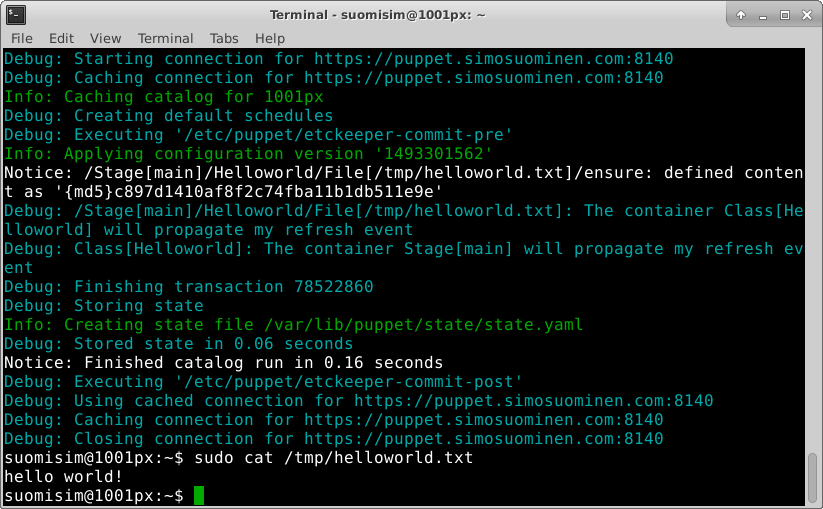 Terminal - suomisim@1001px: ~
File Edit View Terminal Tabs Help
Debug: Starting connection for https://puppet.simosuominen.com:8140
Debug: Caching connection for https://puppet.simosuominen.com:8140
Info: Caching catalog for 1001px
Debug: Creating default schedules
Debug: Executing '/etc/puppet/etckeeper-commit-pre'
Info: Applying configuration version '1493301562'
Notice: /Stage[main]/Helloworld/File[/tmp/helloworld.txt]/ensure: defined conten
t as '{md5}c897d1410af8f2c74fba11b1db511e9e'
Debug: /Stage[main]/Helloworld/File[/tmp/helloworld.txt]: The container Class[He
lloworld] will propagate my refresh event
Debug: Class[Helloworld]: The container Stage[main] will propagate my refresh ev
ent
Debug: Finishing transaction 78522860
Debug: Storing state
Info: Creating state file /var/lib/puppet/state/state.yaml
Debug: Stored state in 0.06 seconds
Notice: Finished catalog run in 0.16 seconds
Debug: Executing '/etc/puppet/etckeeper-commit-post'
Debug: Using cached connection for https://puppet.simosuominen.com:8140
Debug: Caching connection for https://puppet.simosuominen.com:8140
Debug: Closing connection for https://puppet.simosuominen.com:8140
suomisim@1001px:~$ sudo cat /tmp/helloworld.txt
hello world!
suomisim@1001px:~$